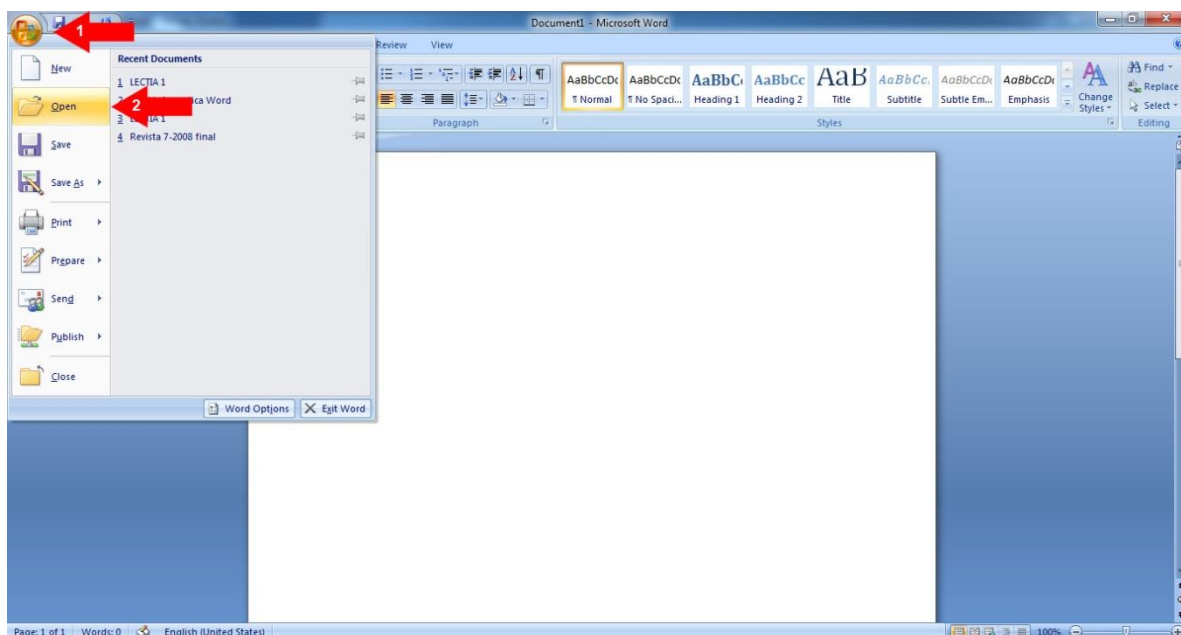 Document1 - Microsoft Word
1
Review View
New
Open
Save
Save As
Print
Prepare
Send
Publish
Close
Recent Documents
1 LECTIA 1
ica Word
3 1
4 Revista 7-2008 final
2
Word Options
Exit Word
Paragraph
AaBbCcDc AaBbCcDc AaBbC AaBbCc AaB AaBbCc. AaBbCcDc AaBbCcDc
¶ Normal ¶ No Spaci... Heading 1 Heading 2 Title Subtitle Subtle Em... Emphasis
Change
Styles
Styles
Find
Replace
Select
Editing
Page: 1 of 1 Words: 0 English (United States) 100%